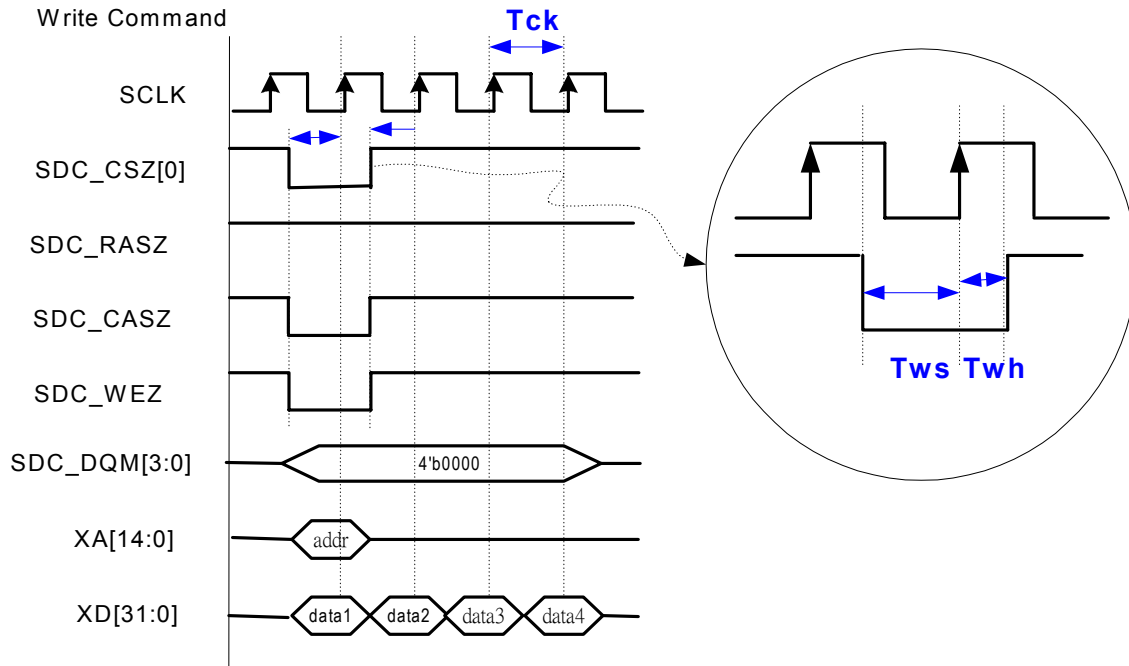 Write Command
Tck
SCLK
SDC_CSZ[0]
SDC_RASZ
SDC_CASZ
SDC_WEZ
Tws Twh
SDC_DQM[3:0]
4'b0000
XA[14:0]
addr
XD[31:0]
data1 data2 data3 data4